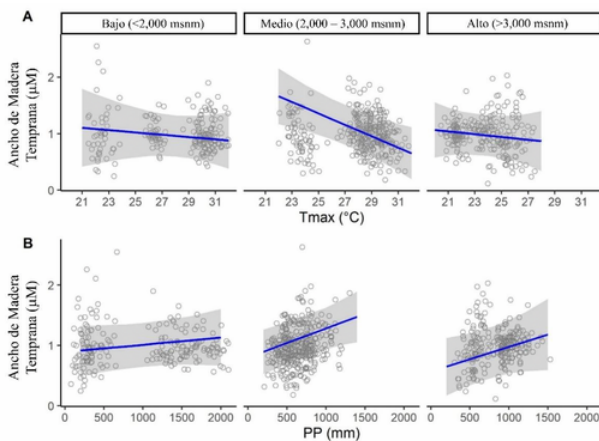 A
Bajo (<2,000 msnm)
Medio (2,000 – 3,000 msnm)
Alto (>3,000 msnm)
Ancho de Madera
Temprana (μM)
2
1
0
21 23 25 27 29 31
21 23 25 27 29 31
21 23 25 27 29 31
Tmax (°C)
B
Ancho de Madera
Temprana (μM)
3
2
1
0
0 500 1000 1500 2000
0 500 1000 1500 2000
0 500 1000 1500 2000
PP (mm)